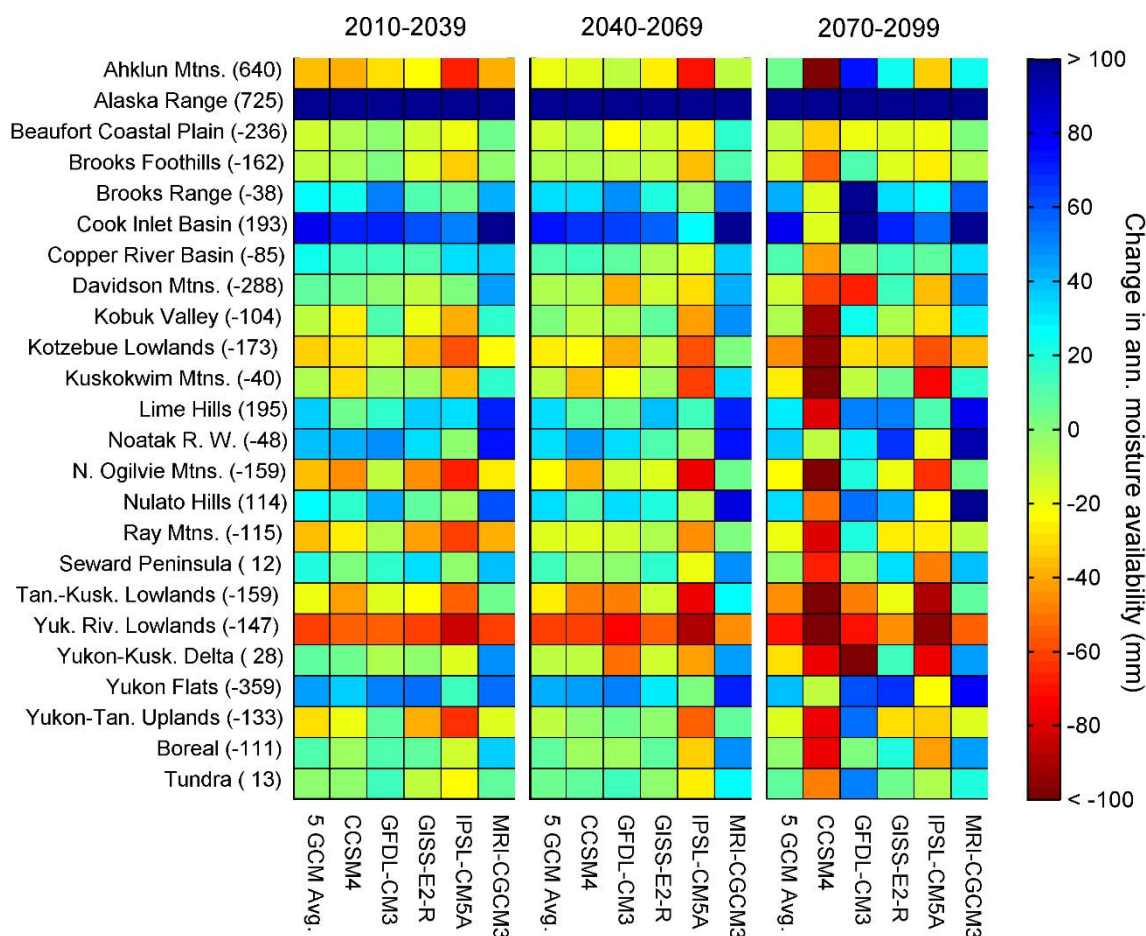 2010-2039 2040-2069 2070-2099
Ahklun Mtns. (640)
Alaska Range (725)
Beaufort Coastal Plain (-236)
Brooks Foothills (-162)
Brooks Range (-38)
Cook Inlet Basin (193)
Copper River Basin (-85)
Davidson Mtns. (-288)
Kobuk Valley (-104)
Kotzebue Lowlands (-173)
Kuskokwim Mtns. (-40)
Lime Hills (195)
Noatak R. W. (-48)
N. Ogilvie Mtns. (-159)
Nulato Hills (114)
Ray Mtns. (-115)
Seward Peninsula ( 12)
Tan.-Kusk. Lowlands (-159)
Yuk. Riv. Lowlands (-147)
Yukon-Kusk. Delta ( 28)
Yukon Flats (-359)
Yukon-Tan. Uplands (-133)
Boreal (-111)
Tundra ( 13)
5 GCM Avg.
CCSM4
GFDL-CM3
GISS-E2-R
IPSL-CM5A
MRI-CGCM3
5 GCM Avg.
CCSM4
GFDL-CM3
GISS-E2-R
IPSL-CM5A
MRI-CGCM3
5 GCM Avg.
CCSM4
GFDL-CM3
GISS-E2-R
IPSL-CM5A
MRI-CGCM3
> 100
80
60
40
20
0
-20
-40
-60
-80
< -100
Change in ann. moisture availability (mm)